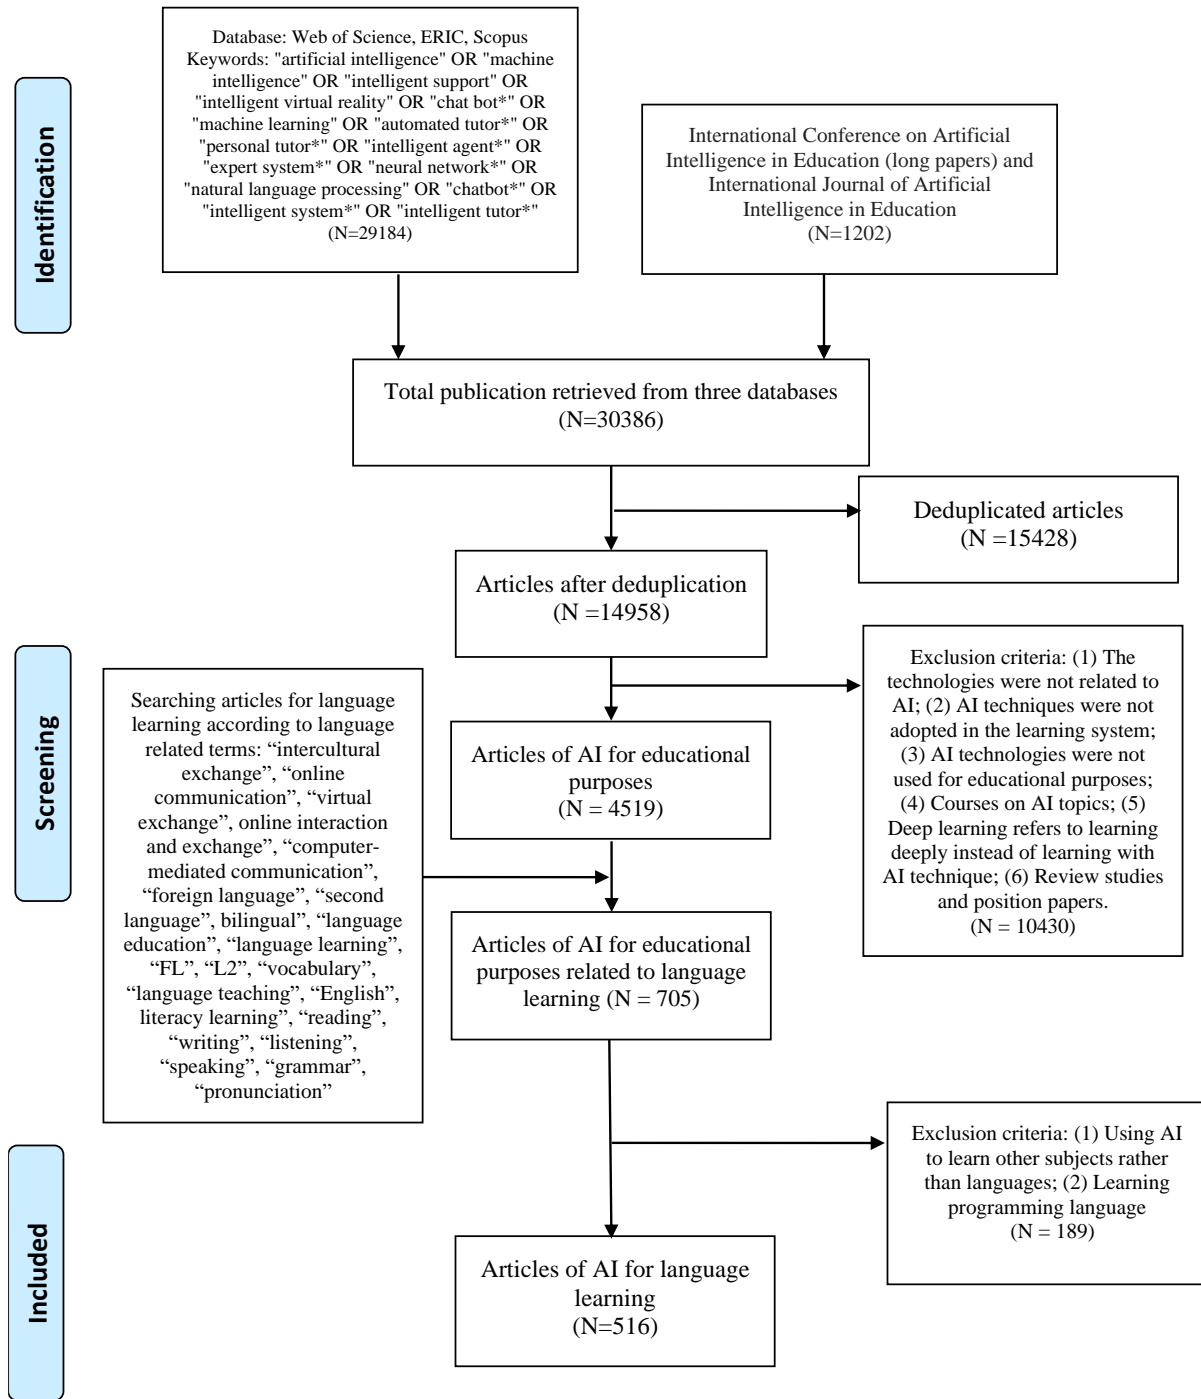 Identification
Database: Web of Science, ERIC, Scopus
Keywords: "artificial intelligence" OR "machine
intelligence" OR "intelligent support" OR
"intelligent virtual reality" OR "chat bot*" OR
"machine learning" OR "automated tutor*" OR
"personal tutor*" OR "intelligent agent*" OR
"expert system*" OR "neural network*" OR
"natural language processing" OR "chatbot*" OR
"intelligent system*" OR "intelligent tutor*"
(N=29184)
International Conference on Artificial
Intelligence in Education (long papers) and
International Journal of Artificial
Intelligence in Education
(N=1202)
Total publication retrieved from three databases
(N=30386)
Deduplicated articles
(N =15428)
Articles after deduplication
(N =14958)
Screening
Searching articles for language
learning according to language
related terms: “intercultural
exchange”, “online
communication”, “virtual
exchange”, online interaction
and exchange”, “computer-
mediated communication”,
“foreign language”, “second
language”, bilingual”, “language
education”, “language learning”,
“FL”, “L2”, “vocabulary”,
“language teaching”, “English”,
literacy learning”, “reading”,
“writing”, “listening”,
“speaking”, “grammar”,
“pronunciation”
Articles of AI for educational
purposes
(N = 4519)
Exclusion criteria: (1) The
technologies were not related to
AI; (2) AI techniques were not
adopted in the learning system;
(3) AI technologies were not
used for educational purposes;
(4) Courses on AI topics; (5)
Deep learning refers to learning
deeply instead of learning with
AI technique; (6) Review studies
and position papers.
(N = 10430)
Articles of AI for educational
purposes related to language
learning (N = 705)
Exclusion criteria: (1) Using AI
to learn other subjects rather
than languages; (2) Learning
programming language
(N = 189)
Included
Articles of AI for language
learning
(N=516)